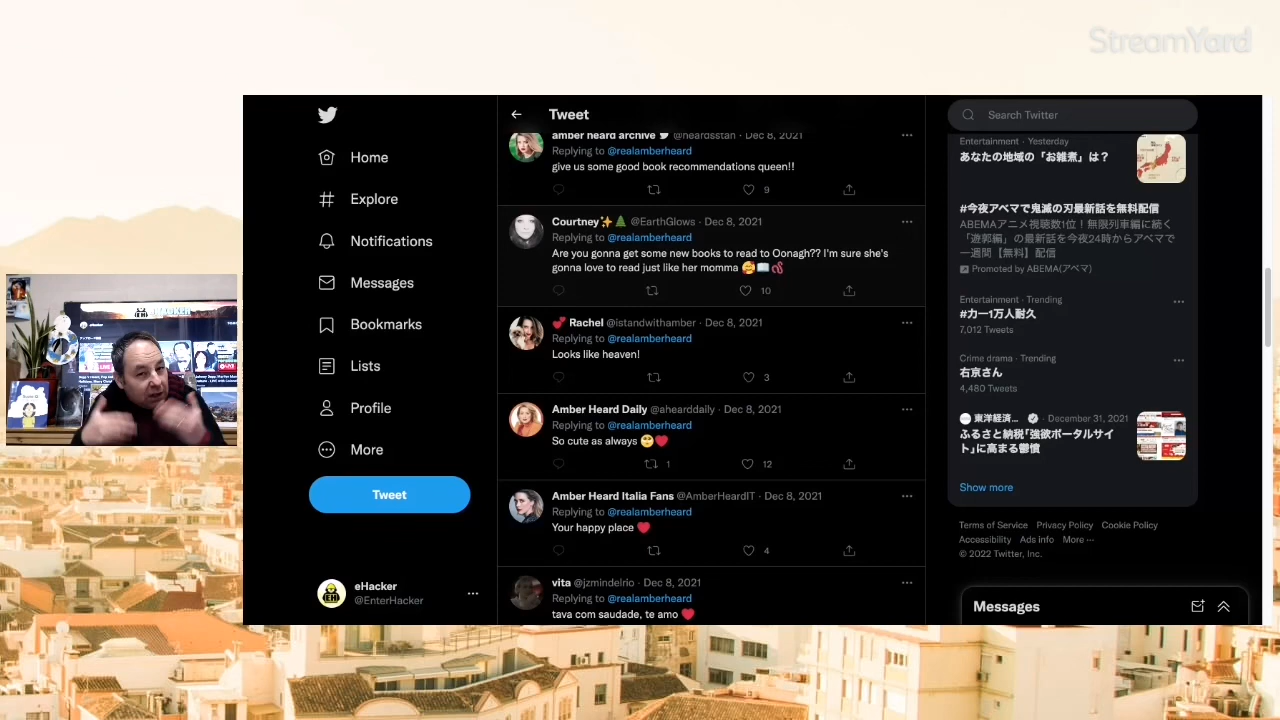 StreamYard
Home
Explore
Notifications
Messages
Bookmarks
Lists
Profile
More
Tweet
eHacker
@EnterHacker
Tweet
amber heard archive @heardsstan · Dec 8, 2021
Replying to @realamberheard
give us some good book recommendations queen!!
9
Courtney✨🌲 @EarthGlows · Dec 8, 2021
Replying to @realamberheard
Are you gonna get some new books to read to Oonagh?? I'm sure she's
gonna love to read just like her momma
10
💕 Rachel @istandwithamber · Dec 8, 2021
Replying to @realamberheard
Looks like heaven!
3
Amber Heard Daily @ahearddaily · Dec 8, 2021
Replying to @realamberheard
So cute as always 🥺❤️
1 12
Amber Heard Italia Fans @AmberHeardIT · Dec 8, 2021
Replying to @realamberheard
Your happy place ❤️
4
vita @jzmindelrio · Dec 8, 2021
Replying to @realamberheard
tava com saudade, te amo ❤️
Search Twitter
Entertainment · Yesterday
あなたの地域の「お雑煮」は？
#今夜アベマで鬼滅の刃最新話を無料配信
ABEMAアニメ視聴数1位！無限列車編に続く
「遊郭編」の最新話を今夜24時からアベマで
一週間【無料】配信
Promoted by ABEMA(アベマ)
Entertainment · Trending
#カー1万人耐久
7,012 Tweets
Crime drama · Trending
右京さん
4,480 Tweets
東洋経済... · December 31, 2021
ふるさと納税｢強欲ポータルサイ
ト｣に高まる鬱憤
Show more
Terms of Service Privacy Policy Cookie Policy
Accessibility Ads info More ···
© 2022 Twitter, Inc.
Messages